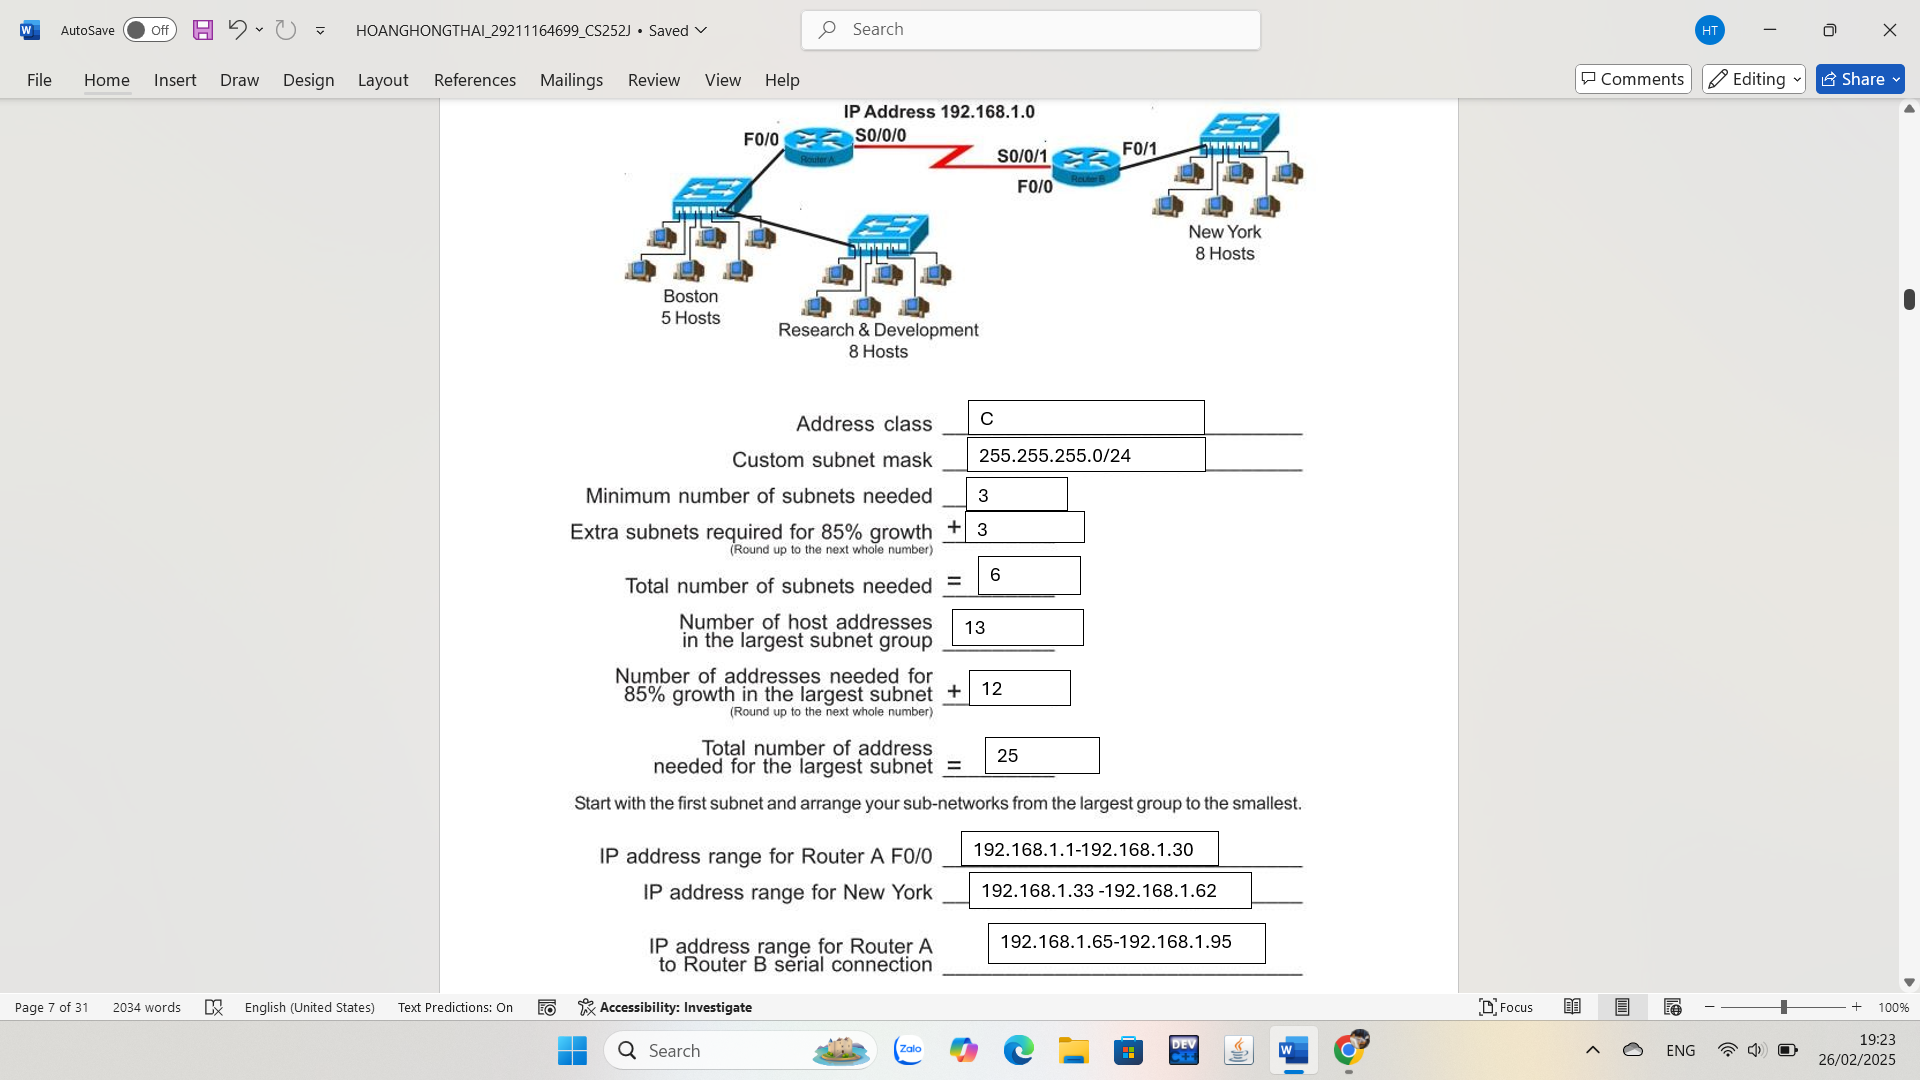 AutoSave Off HOANGHONGTHAI_29211164699_CS252J • Saved Search HT
File Home Insert Draw Design Layout References Mailings Review View Help Comments Editing Share
IP Address 192.168.1.0
F0/0 S0/0/0
Router A
S0/0/1 F0/1
Router B
F0/0
New York
8 Hosts
Boston
5 Hosts
Research & Development
8 Hosts
Address class C
Custom subnet mask 255.255.255.0/24
Minimum number of subnets needed 3
Extra subnets required for 85% growth + 3
(Round up to the next whole number)
Total number of subnets needed = 6
Number of host addresses
in the largest subnet group 13
Number of addresses needed for
85% growth in the largest subnet + 12
(Round up to the next whole number)
Total number of address
needed for the largest subnet = 25
Start with the first subnet and arrange your sub-networks from the largest group to the smallest.
IP address range for Router A F0/0 192.168.1.1-192.168.1.30
IP address range for New York 192.168.1.33 -192.168.1.62
IP address range for Router A
to Router B serial connection 192.168.1.65-192.168.1.95
Page 7 of 31 2034 words English (United States) Text Predictions: On Accessibility: Investigate Focus 100%
Search Zalo DEV C++ ENG 19:23
26/02/2025